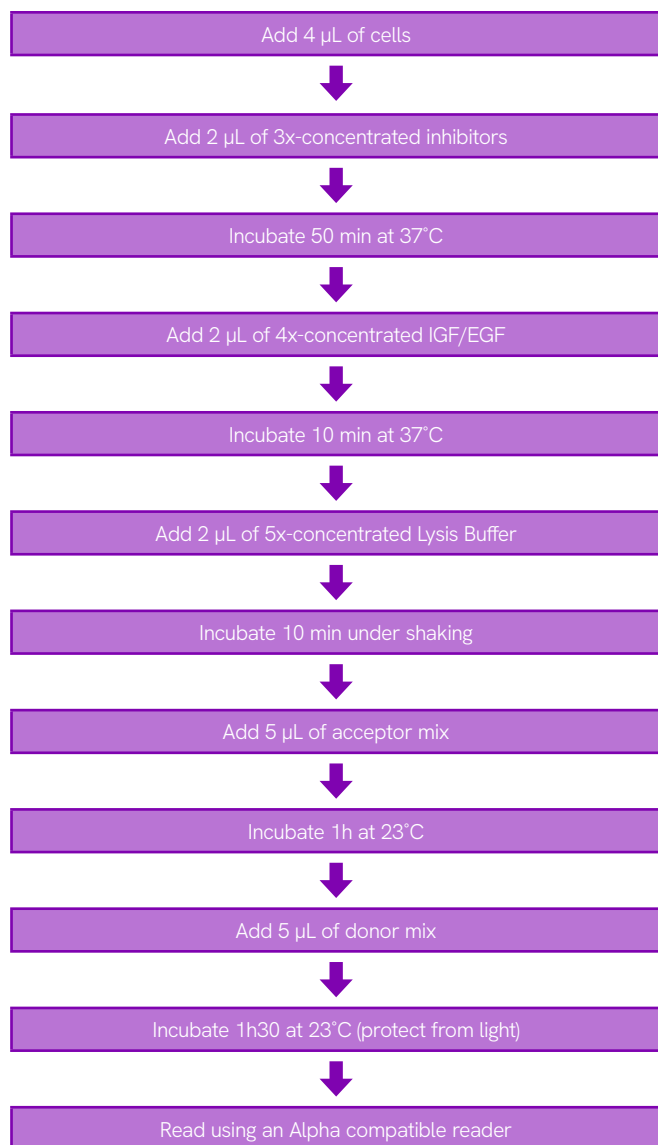 Add 4 µL of cells
Add 2 µL of 3x-concentrated inhibitors
Incubate 50 min at 37˚C
Add 2 µL of 4x-concentrated IGF/EGF
Incubate 10 min at 37˚C
Add 2 µL of 5x-concentrated Lysis Buffer
Incubate 10 min under shaking
Add 5 µL of acceptor mix
Incubate 1h at 23˚C
Add 5 µL of donor mix
Incubate 1h30 at 23˚C (protect from light)
Read using an Alpha compatible reader